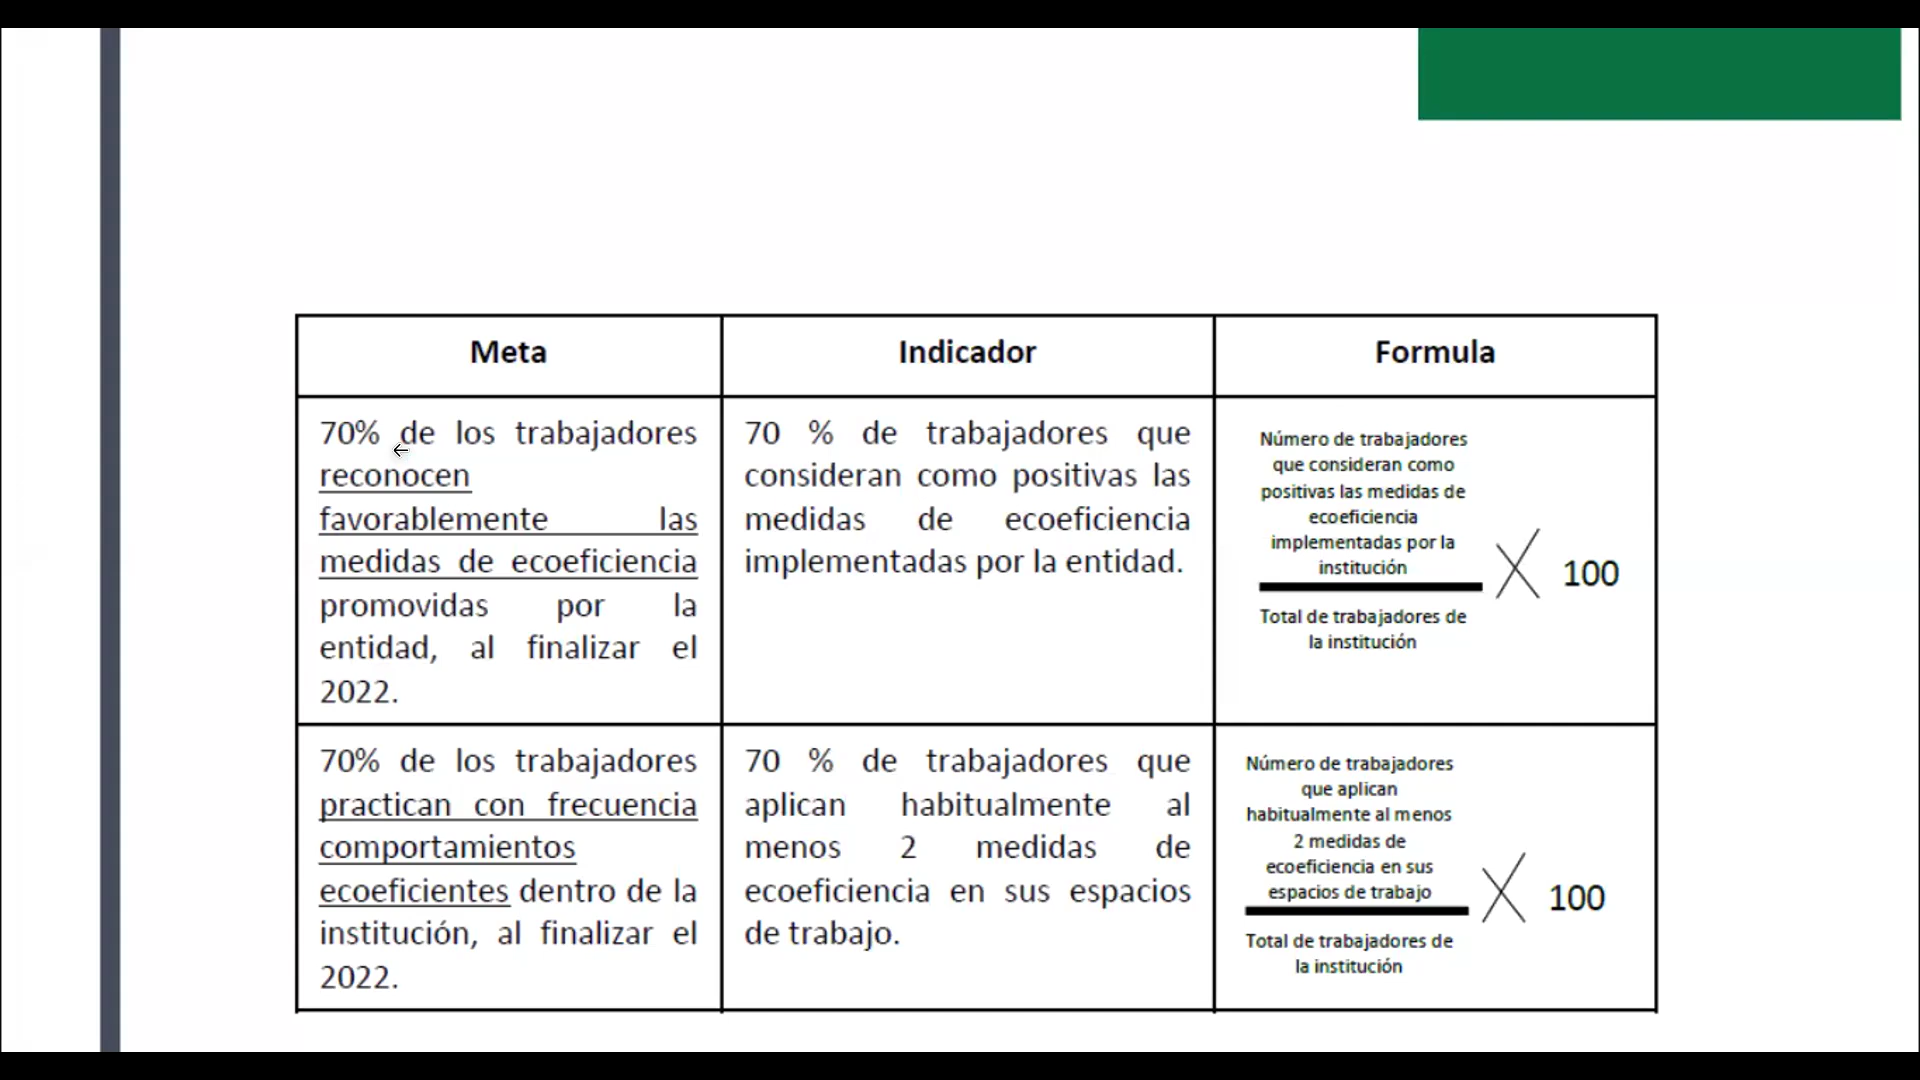 Meta
Indicador
Formula
70% de los trabajadores
reconocen
favorablemente las
medidas de ecoeficiencia
promovidas por la
entidad, al finalizar el
2022.
70 % de trabajadores que
consideran como positivas las
medidas de ecoeficiencia
implementadas por la entidad.
Número de trabajadores
que consideran como
positivas las medidas de
ecoeficiencia
implementadas por la
institución
X 100
Total de trabajadores de
la institución
70% de los trabajadores
practican con frecuencia
comportamientos
ecoeficientes dentro de la
institución, al finalizar el
2022.
70 % de trabajadores que
aplican habitualmente al
menos 2 medidas de
ecoeficiencia en sus espacios
de trabajo.
Número de trabajadores
que aplican
habitualmente al menos
2 medidas de
ecoeficiencia en sus
espacios de trabajo
X 100
Total de trabajadores de
la institución